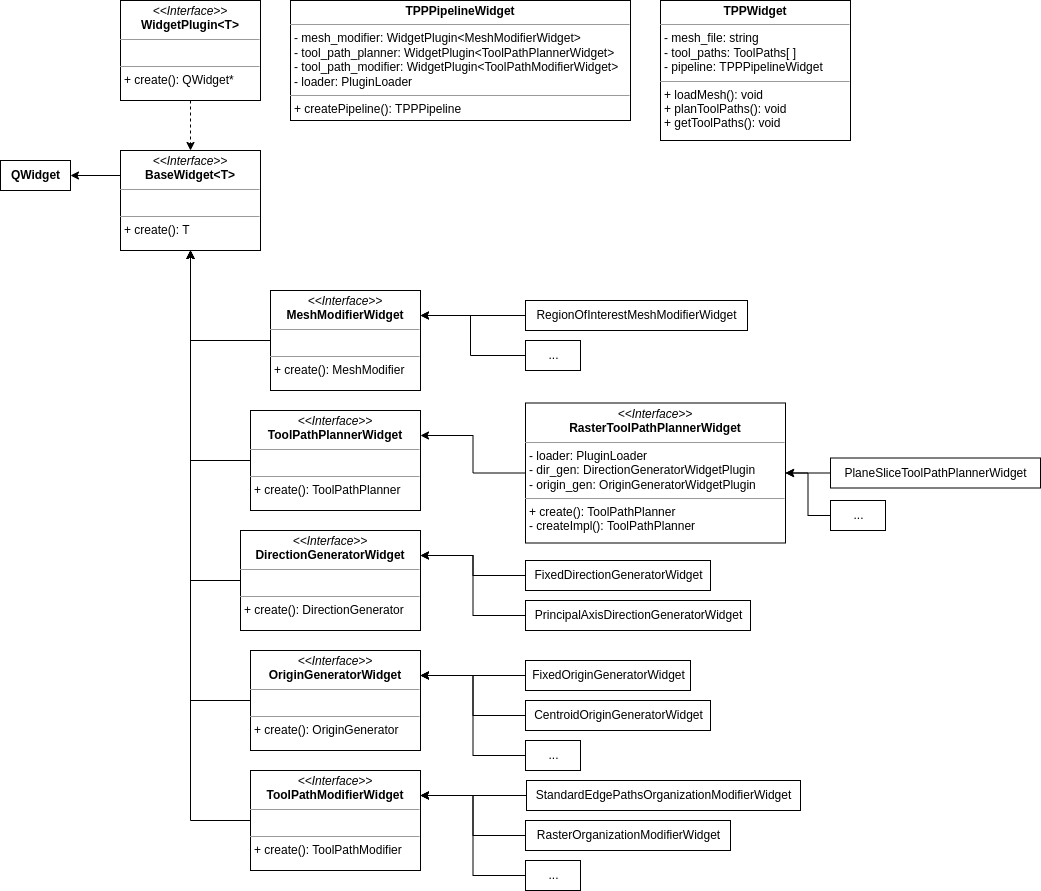 <<Interface>>
WidgetPlugin<T>
+ create(): QWidget*
TPPPipelineWidget
- mesh_modifier: WidgetPlugin<MeshModifierWidget>
- tool_path_planner: WidgetPlugin<ToolPathPlannerWidget>
- tool_path_modifier: WidgetPlugin<ToolPathModifierWidget>
- loader: PluginLoader
+ createPipeline(): TPPPipeline
TPPWidget
- mesh_file: string
- tool_paths: ToolPaths[ ]
- pipeline: TPPPipelineWidget
+ loadMesh(): void
+ planToolPaths(): void
+ getToolPaths(): void
QWidget
<<Interface>>
BaseWidget<T>
+ create(): T
<<Interface>>
MeshModifierWidget
+ create(): MeshModifier
RegionOfInterestMeshModifierWidget
...
<<Interface>>
ToolPathPlannerWidget
+ create(): ToolPathPlanner
<<Interface>>
RasterToolPathPlannerWidget
- loader: PluginLoader
- dir_gen: DirectionGeneratorWidgetPlugin
- origin_gen: OriginGeneratorWidgetPlugin
+ create(): ToolPathPlanner
- createImpl(): ToolPathPlanner
PlaneSliceToolPathPlannerWidget
...
<<Interface>>
DirectionGeneratorWidget
+ create(): DirectionGenerator
FixedDirectionGeneratorWidget
PrincipalAxisDirectionGeneratorWidget
<<Interface>>
OriginGeneratorWidget
+ create(): OriginGenerator
FixedOriginGeneratorWidget
CentroidOriginGeneratorWidget
...
<<Interface>>
ToolPathModifierWidget
+ create(): ToolPathModifier
StandardEdgePathsOrganizationModifierWidget
RasterOrganizationModifierWidget
...